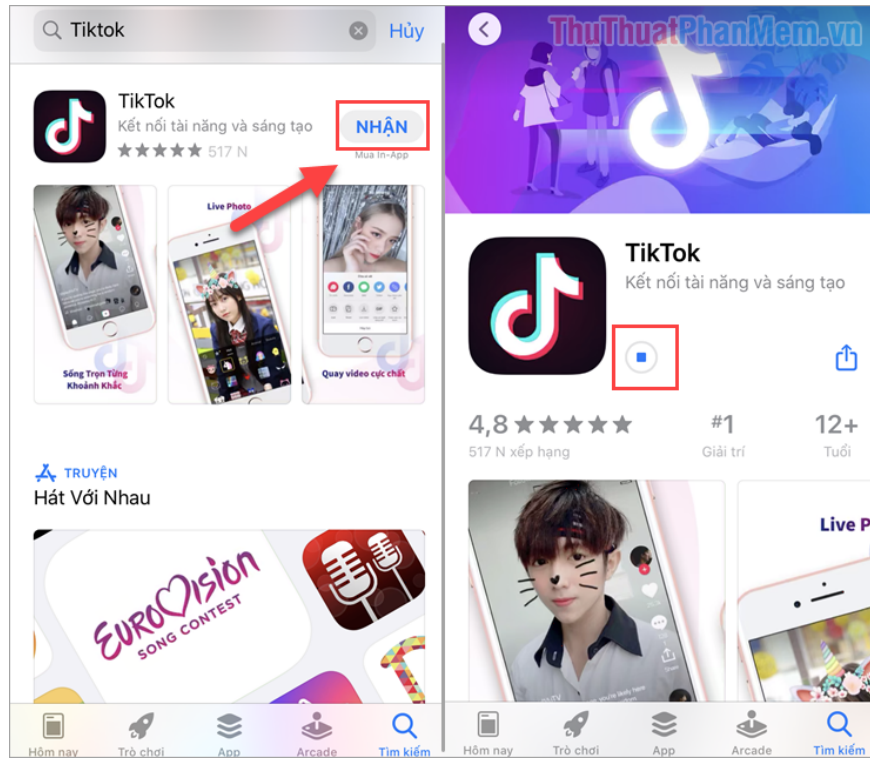 Tiktok
Hủy
TikTok
Kết nối tài năng và sáng tạo
517 N
NHẬN
Mua In-App
Sống Trọn Từng
Khoảnh Khắc
Live Photo
Quay video cực chất
TRUYỆN
Hát Với Nhau
EUROVISION
SONG CONTEST
Hôm nay
Trò chơi
App
Arcade
Tìm kiếm
ThuThuatPhanMem.vn
TikTok
Kết nối tài năng và sáng tạo
4,8
517 N xếp hạng
#1
Giải trí
12+
Tuổi
Live P
Share
Hôm nay
Trò chơi
App
Arcade
Tìm kiếm